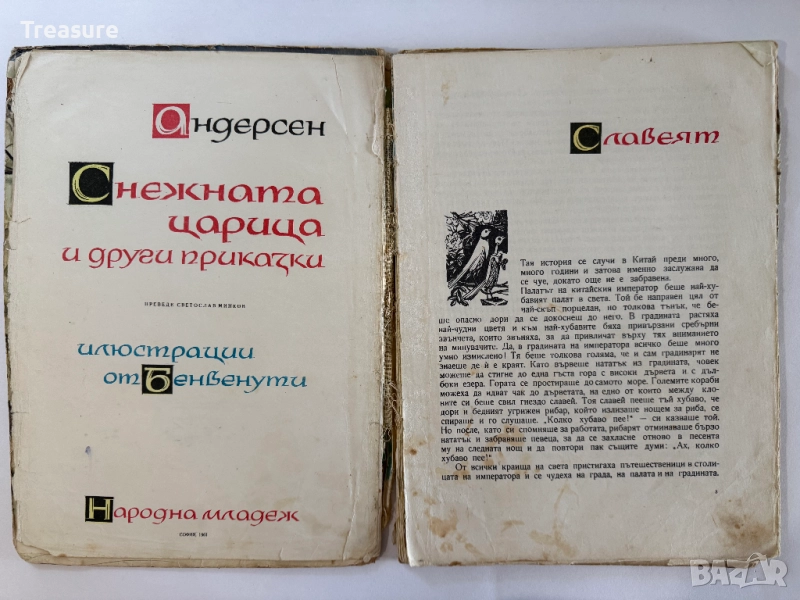 Treasure
Андерсен
Снежната
царица
и други приказки
ПРЕВЕДЕ СВЕТОСЛАВ МИНКОВ
илюстрации
от Бенвенути
Народна младеж
СОФИЯ, 1963
Славеят
Тази история се случи в Китай преди много,
много години и затова именно заслужава да
се чуе, докато още не е забравена.
Палатът на китайския император беше най-ху-
бавият палат в света. Той бе направен цял от
най-скъп порцелан, но толкова тънък, че бе-
ше опасно дори да се докоснеш до него. В градината растяха
най-чудни цветя и към най-хубавите бяха привързани сребърни
звънчета, които звъняха, за да привличат върху тях вниманието
на минувачите. Да, в градината на императора всичко беше много
умно измислено! Тя беше толкова голяма, че и сам градинарят не
знаеше де ѝ е краят. Като вървеше нататък из градината, човек
можеше да стигне до една гъста гора с високи дървета и с дъл-
боки езера. Гората се простираше до самото море. Големите кораби
можеха да идват чак до дърветата, на едно от които между кло-
ните си беше свил гнездо славей. Тоя славей пееше тъй хубаво, че
дори и бедният угрижен рибар, който излизаше нощем за риба, се
спираше и го слушаше. „Колко хубаво пее!“ — си казваше той.
Но после, като си спомняше за работата, рибарят отминаваше бързо
нататък и забравяше певеца, за да се захласне отново в песента
му на следната нощ и да повтори пак същите думи: „Ах, колко
хубаво пее!“
От всички краища на света пристигаха пътешественици в столи-
цата на императора и се чудеха на града, на палата и на градината.
BAZAR
bazar.bg